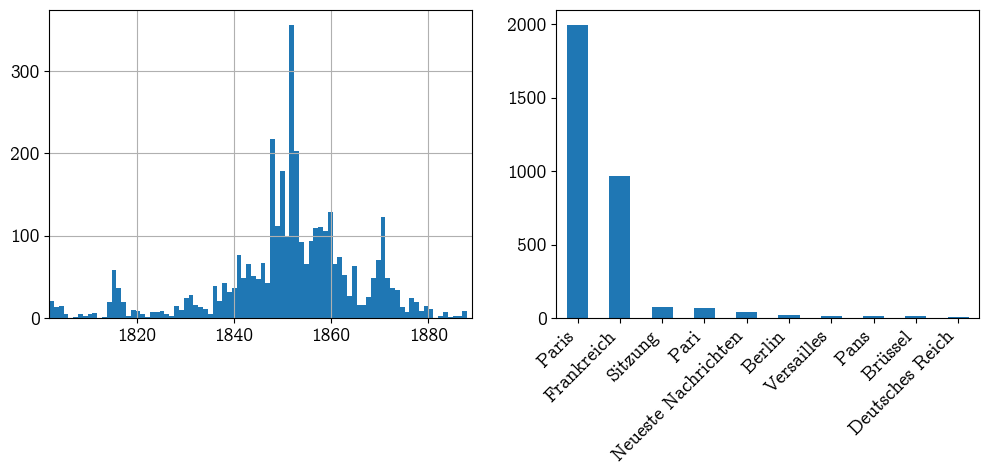 300
200
100
0
1820 1840 1860 1880
2000
1500
1000
500
0
Paris
Frankreich
Sitzung
Pari
Neueste Nachrichten
Berlin
Versailles
Pans
Brüssel
Deutsches Reich